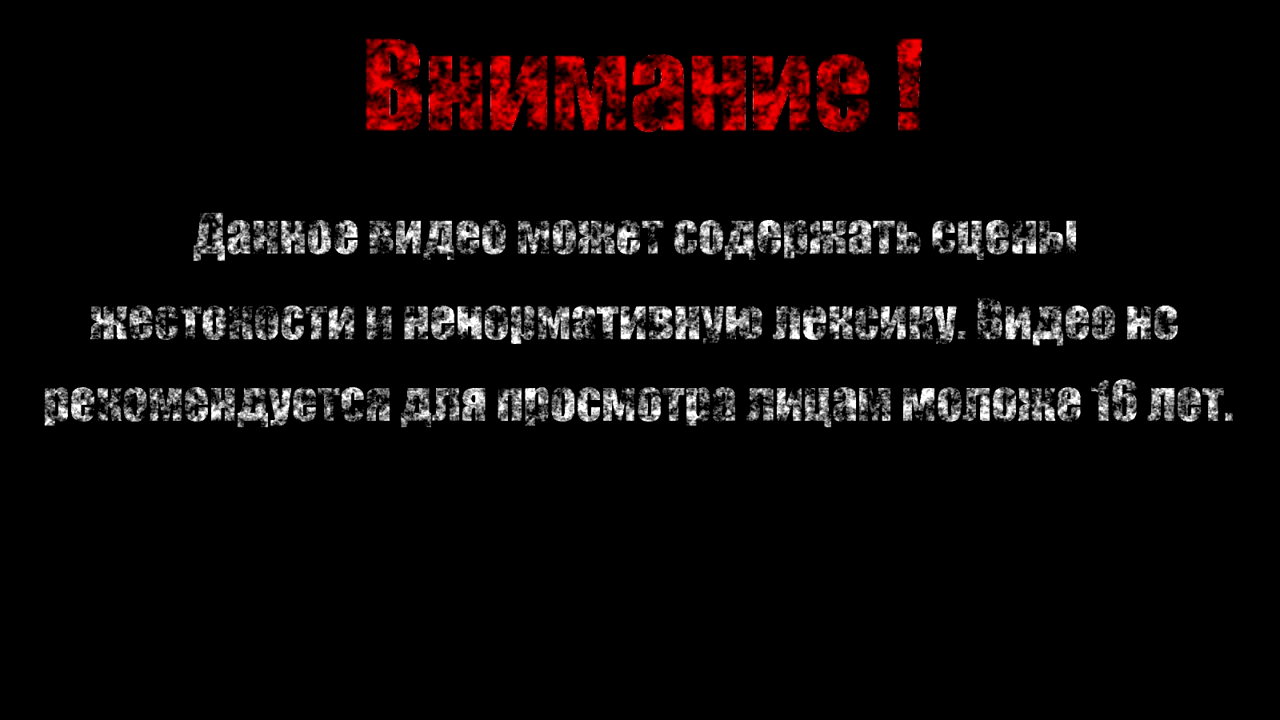 Внимание !
Данное видео может содержать сцены
жестокости и ненормативную лексику. Видео не
рекомендуется для просмотра лицам моложе 16 лет.